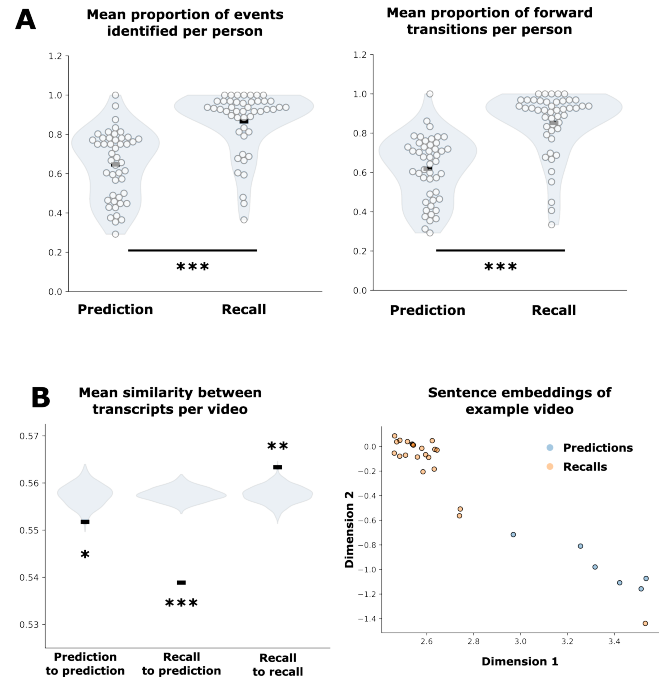 A
Mean proportion of events
identified per person
1.2
1.0
0.8
0.6
0.4
0.2
0.0
***
Prediction
Recall
Mean proportion of forward
transitions per person
1.2
1.0
0.8
0.6
0.4
0.2
0.0
***
Prediction
Recall
B
Mean similarity between
transcripts per video
0.57
0.56
0.55
0.54
0.53
*
***
**
Prediction
to prediction
Recall
to prediction
Recall
to recall
Sentence embeddings of
example video
Dimension 2
0.0
−0.2
−0.4
−0.6
−0.8
−1.0
−1.2
−1.4
Predictions
Recalls
2.6
2.8
3.0
3.2
3.4
Dimension 1